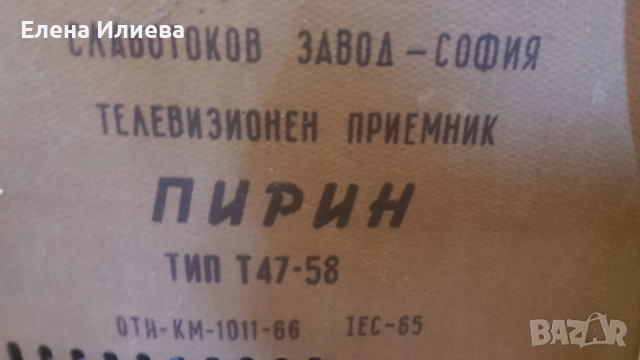 Елена Илиева
СЛАБОТОКОВ ЗАВОД - СОФИЯ
ТЕЛЕВИЗИОНЕН ПРИЕМНИК
ПИРИН
ТИП Т47-58
ОТН-КМ-1011-66 IEC-65
BAZAR